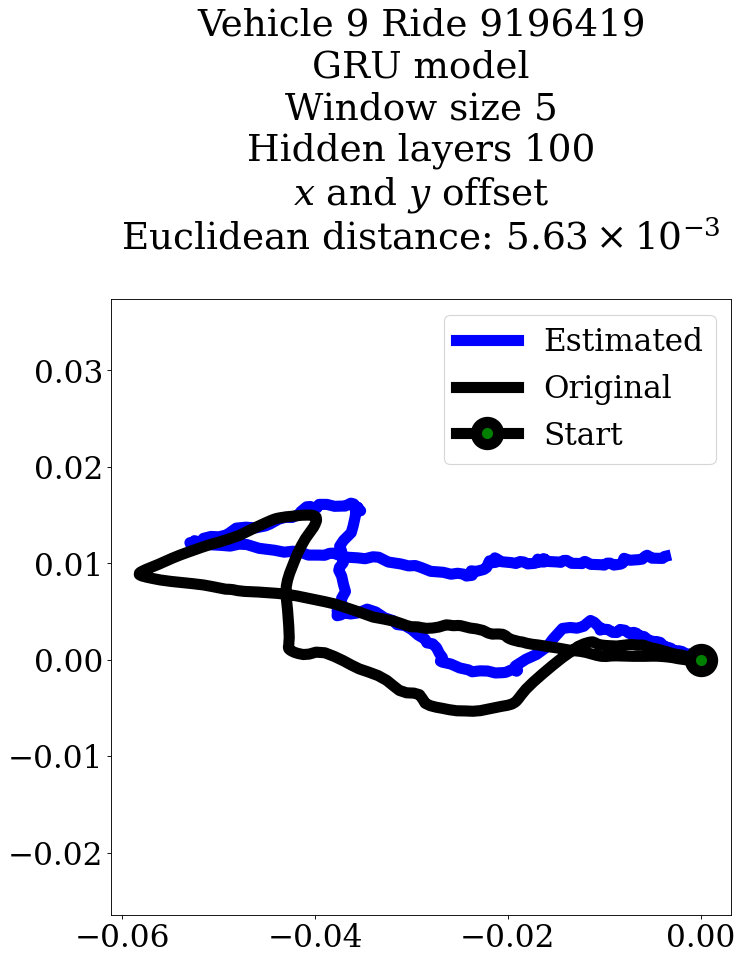 Vehicle 9 Ride 9196419
GRU model
Window size 5
Hidden layers 100
x and y offset
Euclidean distance: 5.63 × 10⁻³
Estimated
Original
Start
0.03
0.02
0.01
0.00
−0.01
−0.02
−0.06 −0.04 −0.02 0.00